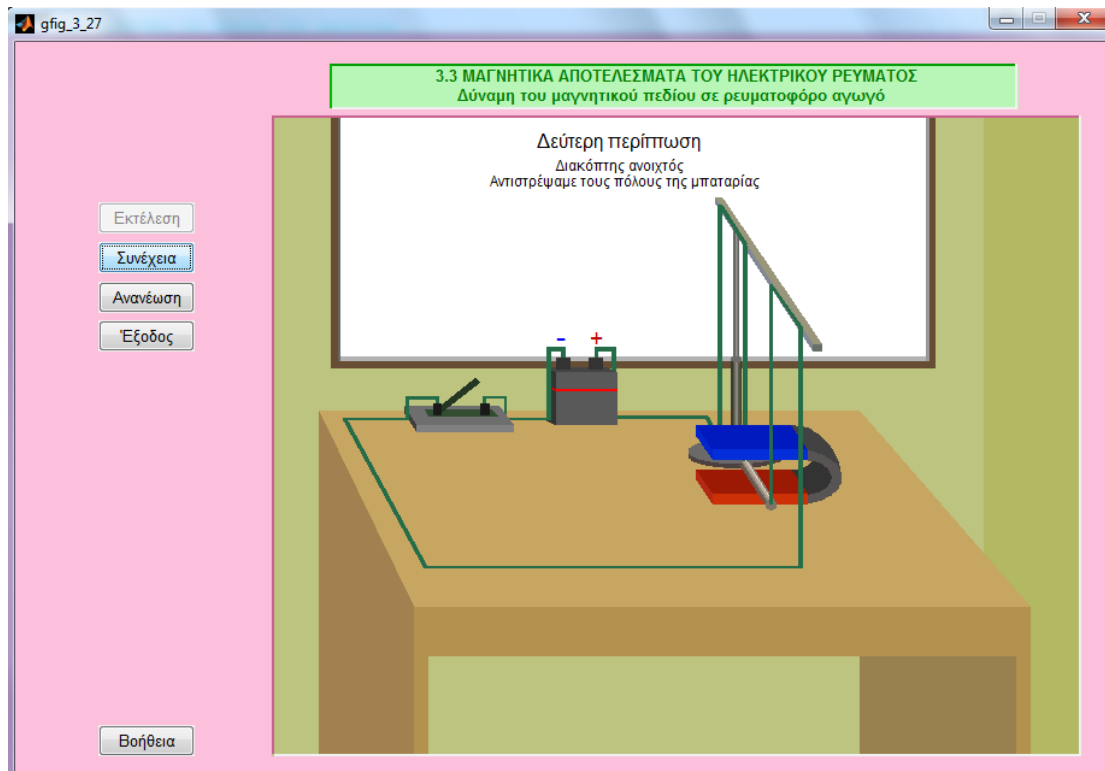 gfig_3_27
3.3 ΜΑΓΝΗΤΙΚΑ ΑΠΟΤΕΛΕΣΜΑΤΑ ΤΟΥ ΗΛΕΚΤΡΙΚΟΥ ΡΕΥΜΑΤΟΣ
Δύναμη του μαγνητικού πεδίου σε ρευματοφόρο αγωγό
Δεύτερη περίπτωση
Διακόπτης ανοιχτός
Αντιστρέψαμε τους πόλους της μπαταρίας
Εκτέλεση
Συνέχεια
Ανανέωση
Έξοδος
- +
Βοήθεια